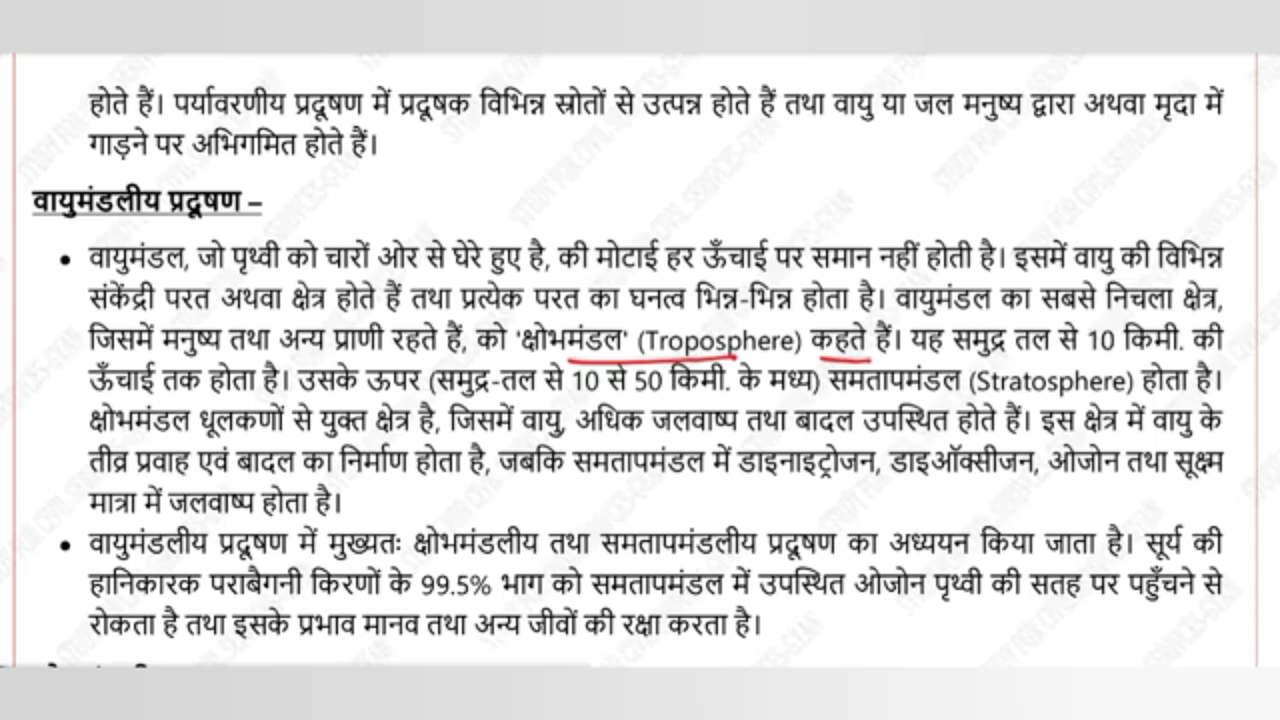 होते हैं। पर्यावरणीय प्रदूषण में प्रदूषक विभिन्न स्रोतों से उत्पन्न होते हैं तथा वायु या जल मनुष्य द्वारा अथवा मृदा में
गाड़ने पर अभिगमित होते हैं।
वायुमंडलीय प्रदूषण –
• वायुमंडल, जो पृथ्वी को चारों ओर से घेरे हुए है, की मोटाई हर ऊँचाई पर समान नहीं होती है। इसमें वायु की विभिन्न
संकेंद्री परत अथवा क्षेत्र होते हैं तथा प्रत्येक परत का घनत्व भिन्न-भिन्न होता है। वायुमंडल का सबसे निचला क्षेत्र,
जिसमें मनुष्य तथा अन्य प्राणी रहते हैं, को 'क्षोभमंडल' (Troposphere) कहते हैं। यह समुद्र तल से 10 किमी. की
ऊँचाई तक होता है। उसके ऊपर (समुद्र-तल से 10 से 50 किमी. के मध्य) समतापमंडल (Stratosphere) होता है।
क्षोभमंडल धूलकणों से युक्त क्षेत्र है, जिसमें वायु, अधिक जलवाष्प तथा बादल उपस्थित होते हैं। इस क्षेत्र में वायु के
तीव्र प्रवाह एवं बादल का निर्माण होता है, जबकि समतापमंडल में डाइनाइट्रोजन, डाइऑक्सीजन, ओजोन तथा सूक्ष्म
मात्रा में जलवाष्प होता है।
• वायुमंडलीय प्रदूषण में मुख्यतः क्षोभमंडलीय तथा समतापमंडलीय प्रदूषण का अध्ययन किया जाता है। सूर्य की
हानिकारक पराबैगनी किरणों के 99.5% भाग को समतापमंडल में उपस्थित ओजोन पृथ्वी की सतह पर पहुँचने से
रोकता है तथा इसके प्रभाव मानव तथा अन्य जीवों की रक्षा करता है।